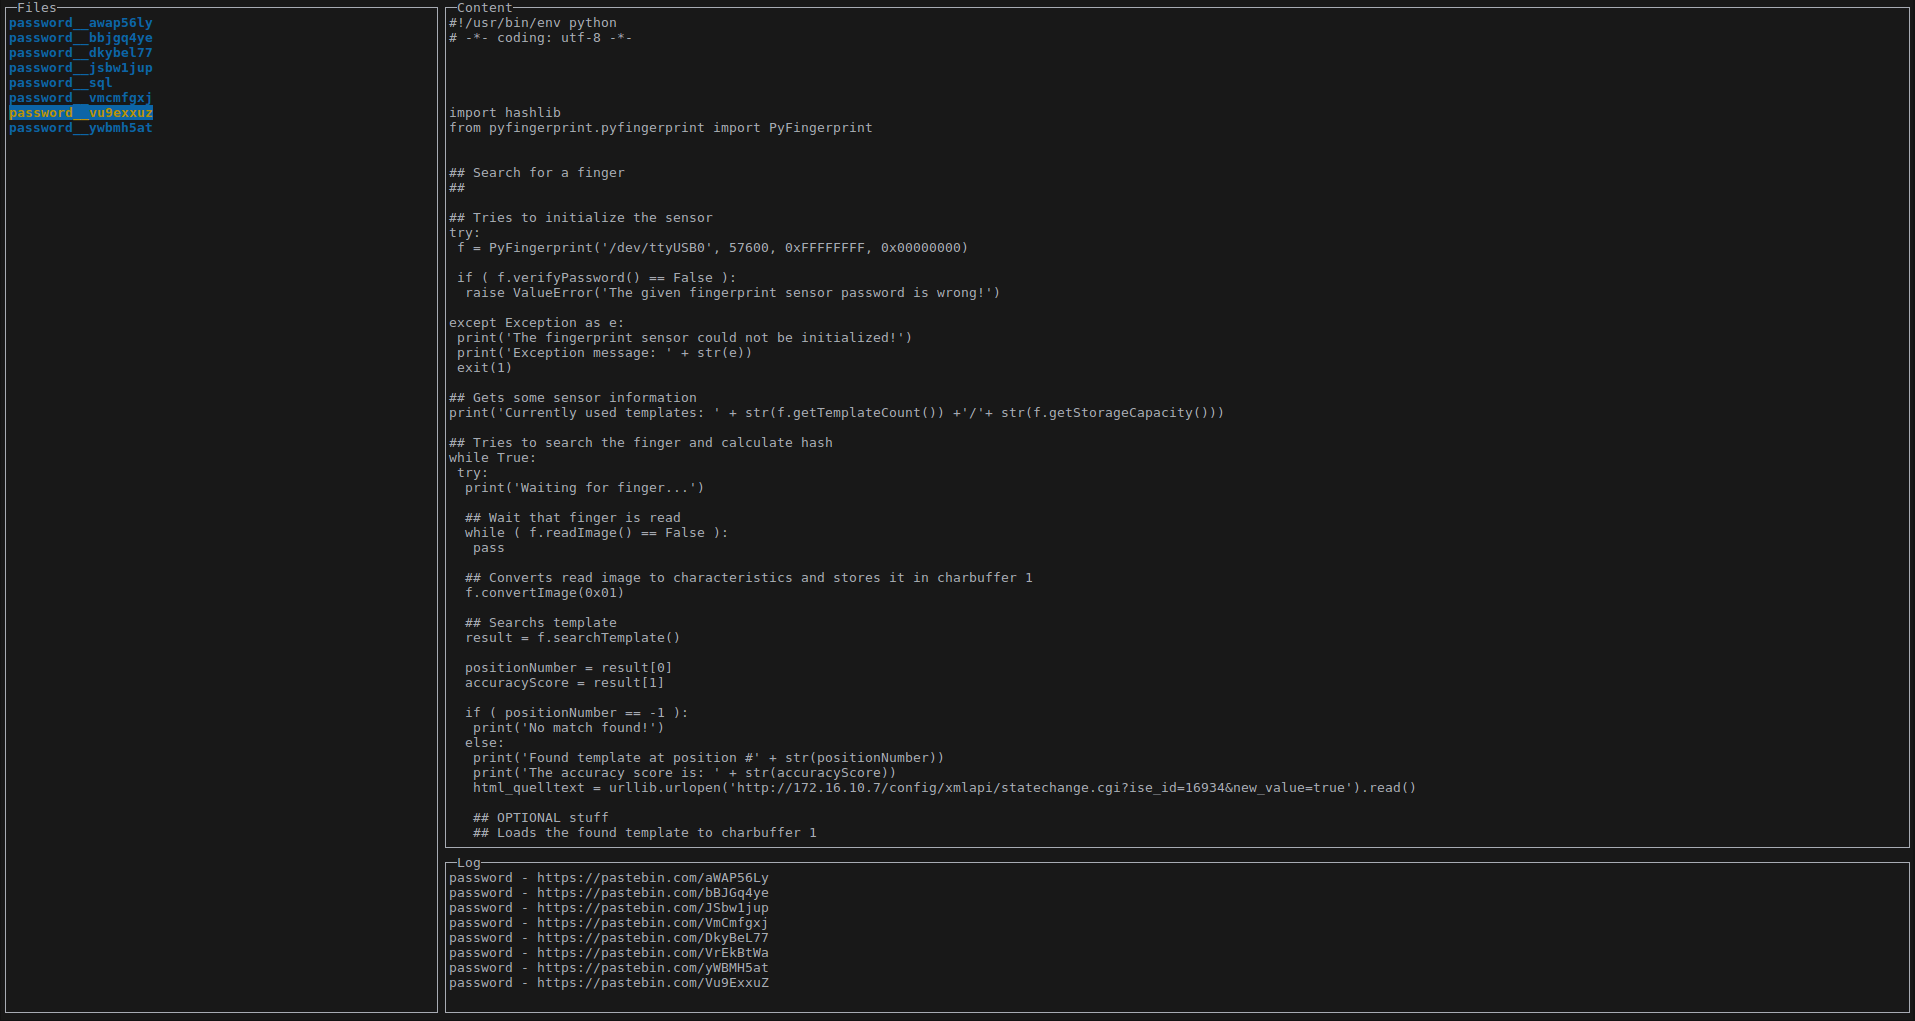 Files
password__awap56ly
password__bbjgq4ye
password__dkybel77
password__jsbw1jup
password__sql
password__vmcmfgxj
password__vu9exxuz
password__ywbmh5at
Content
#!/usr/bin/env python
# -*- coding: utf-8 -*-
import hashlib
from pyfingerprint.pyfingerprint import PyFingerprint
## Search for a finger
##
## Tries to initialize the sensor
try:
f = PyFingerprint('/dev/ttyUSB0', 57600, 0xFFFFFFFF, 0x00000000)
if ( f.verifyPassword() == False ):
raise ValueError('The given fingerprint sensor password is wrong!')
except Exception as e:
print('The fingerprint sensor could not be initialized!')
print('Exception message: ' + str(e))
exit(1)
## Gets some sensor information
print('Currently used templates: ' + str(f.getTemplateCount()) +'/'+ str(f.getStorageCapacity()))
## Tries to search the finger and calculate hash
while True:
try:
print('Waiting for finger...')
## Wait that finger is read
while ( f.readImage() == False ):
pass
## Converts read image to characteristics and stores it in charbuffer 1
f.convertImage(0x01)
## Searchs template
result = f.searchTemplate()
positionNumber = result[0]
accuracyScore = result[1]
if ( positionNumber == -1 ):
print('No match found!')
else:
print('Found template at position #' + str(positionNumber))
print('The accuracy score is: ' + str(accuracyScore))
html_quelltext = urllib.urlopen('http://172.16.10.7/config/xmlapi/statechange.cgi?ise_id=16934&new_value=true').read()
## OPTIONAL stuff
## Loads the found template to charbuffer 1
Log
password - https://pastebin.com/aWAP56Ly
password - https://pastebin.com/bBJGq4ye
password - https://pastebin.com/JSbw1jup
password - https://pastebin.com/VmCmfgxj
password - https://pastebin.com/DkyBeL77
password - https://pastebin.com/VrEkBtWa
password - https://pastebin.com/yWBMH5at
password - https://pastebin.com/Vu9ExxuZ